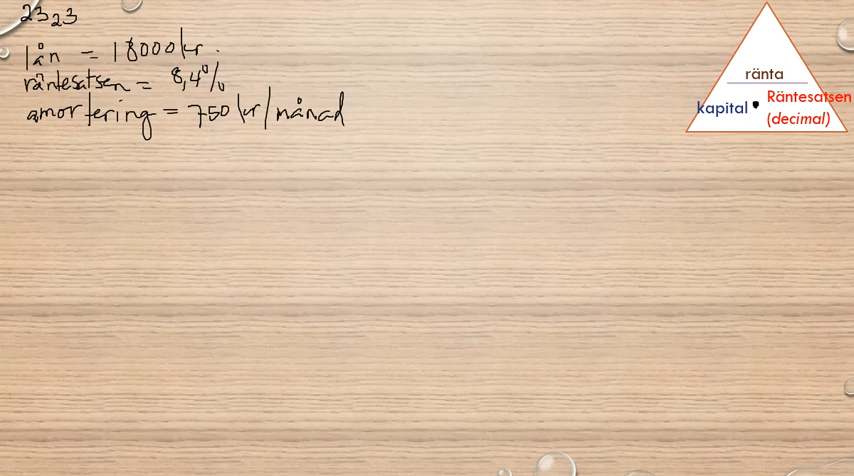 2323
lån = 18000 kr.
räntesatsen = 8,4%
amortering = 750 kr/månad
ränta
kapital • Räntesatsen
(decimal)